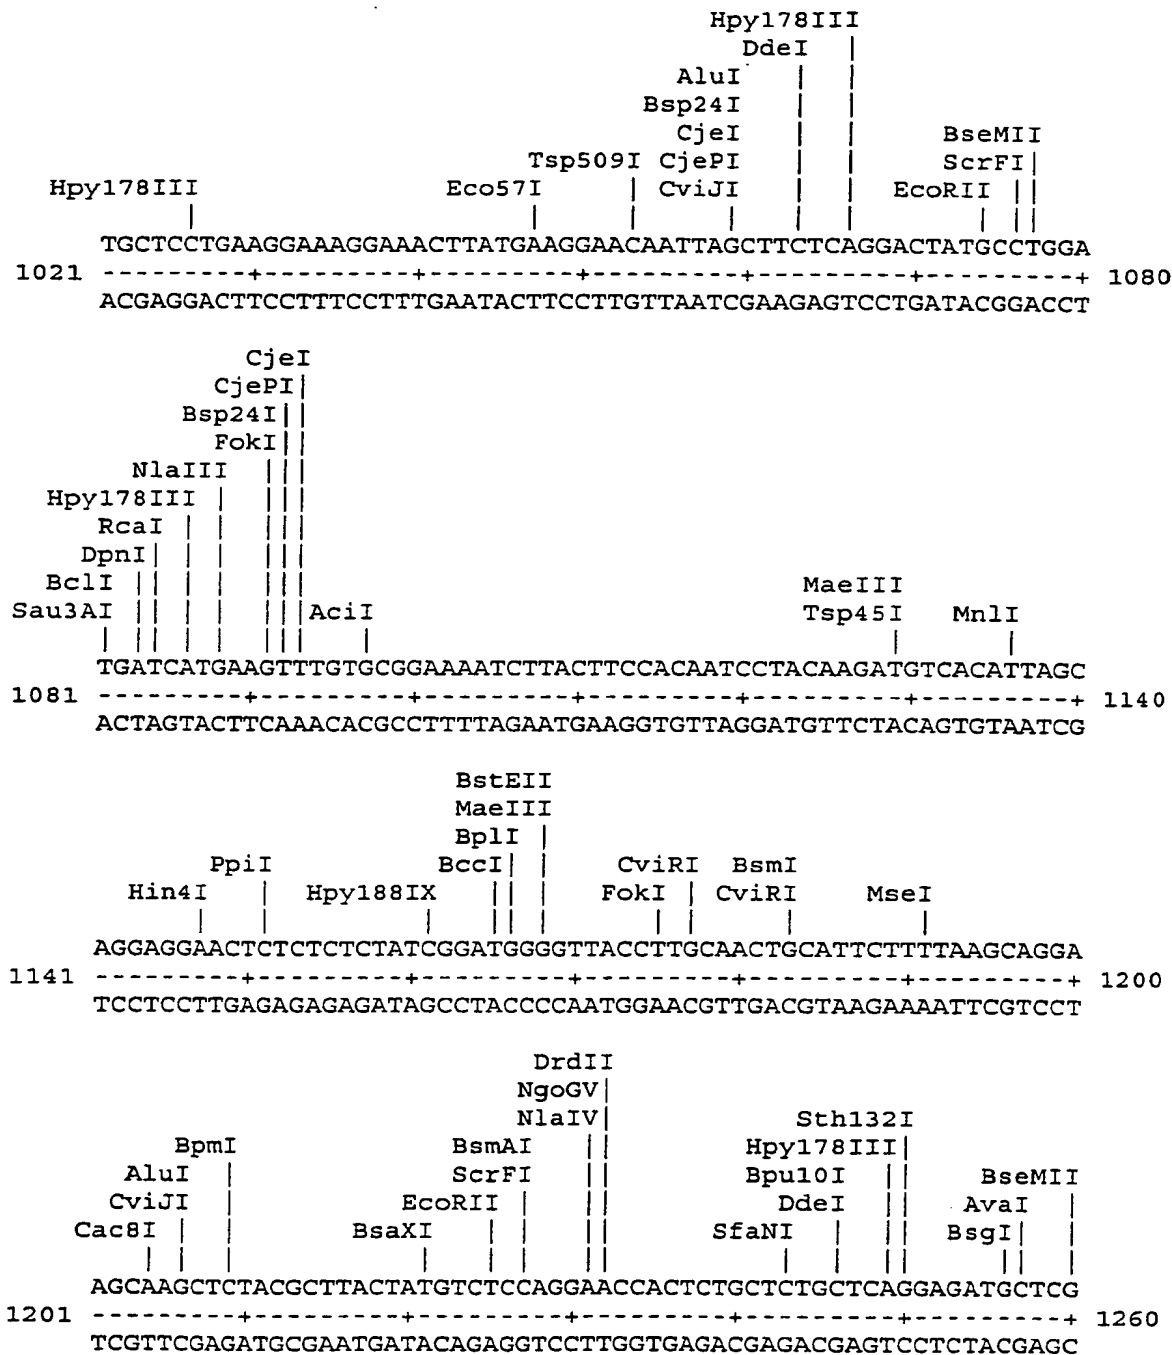 Hpy178III
DdeI
AluI
Bsp24I
CjeI BseMII
Tsp509I CjePI ScrFI
Hpy178III Eco57I CviJI EcoRII
TGCTCCTGAAGGAAAGGAAACTTATGAAGGAACAATTAGCTTCTCAGGACTATGCCTGGA
1021 ---------+---------+---------+---------+---------+---------+ 1080
ACGAGGACTTCCTTTCCTTTGAATACTTCCTTGTTAATCGAAGAGTCCTGATACGGACCT
CjeI
CjePI
Bsp24I
FokI
NlaIII
Hpy178III
RcaI
DpnI
BclI MaeIII
Sau3AI AciI Tsp45I MnlI
TGATCATGAAGTTTGTGCGGAAAATCTTACTTCCACAATCCTACAAGATGTCACATTAGC
1081 ---------+---------+---------+---------+---------+---------+ 1140
ACTAGTACTTCAAACACGCCTTTTAGAATGAAGGTGTTAGGATGTTCTACAGTGTAATCG
BstEII
MaeIII
BplI
PpiI BccI CviRI BsmI
Hin4I Hpy188IX FokI CviRI MseI
AGGAGGAACTCTCTCTCTATCGGATGGGGTTACCTTGCAACTGCATTCTTTTAAGCAGGA
1141 ---------+---------+---------+---------+---------+---------+ 1200
TCCTCCTTGAGAGAGAGATAGCCTACCCCAATGGAACGTTGACGTAAGAAAATTCGTCCT
DrdII
NgoGV
NlaIV Sth132I
BpmI BsmAI Hpy178III
AluI ScrFI Bpu10I BseMII
CviJI EcoRII DdeI AvaI
Cac8I BsaXI SfaNI BsgI
AGCAAGCTCTACGCTTACTATGTCTCCAGGAACCACTCTGCTCTGCTCAGGAGATGCTCG
1201 ---------+---------+---------+---------+---------+---------+ 1260
TCGTTCGAGATGCGAATGATACAGAGGTCCTTGGTGAGACGAGACGAGTCCTCTACGAGC